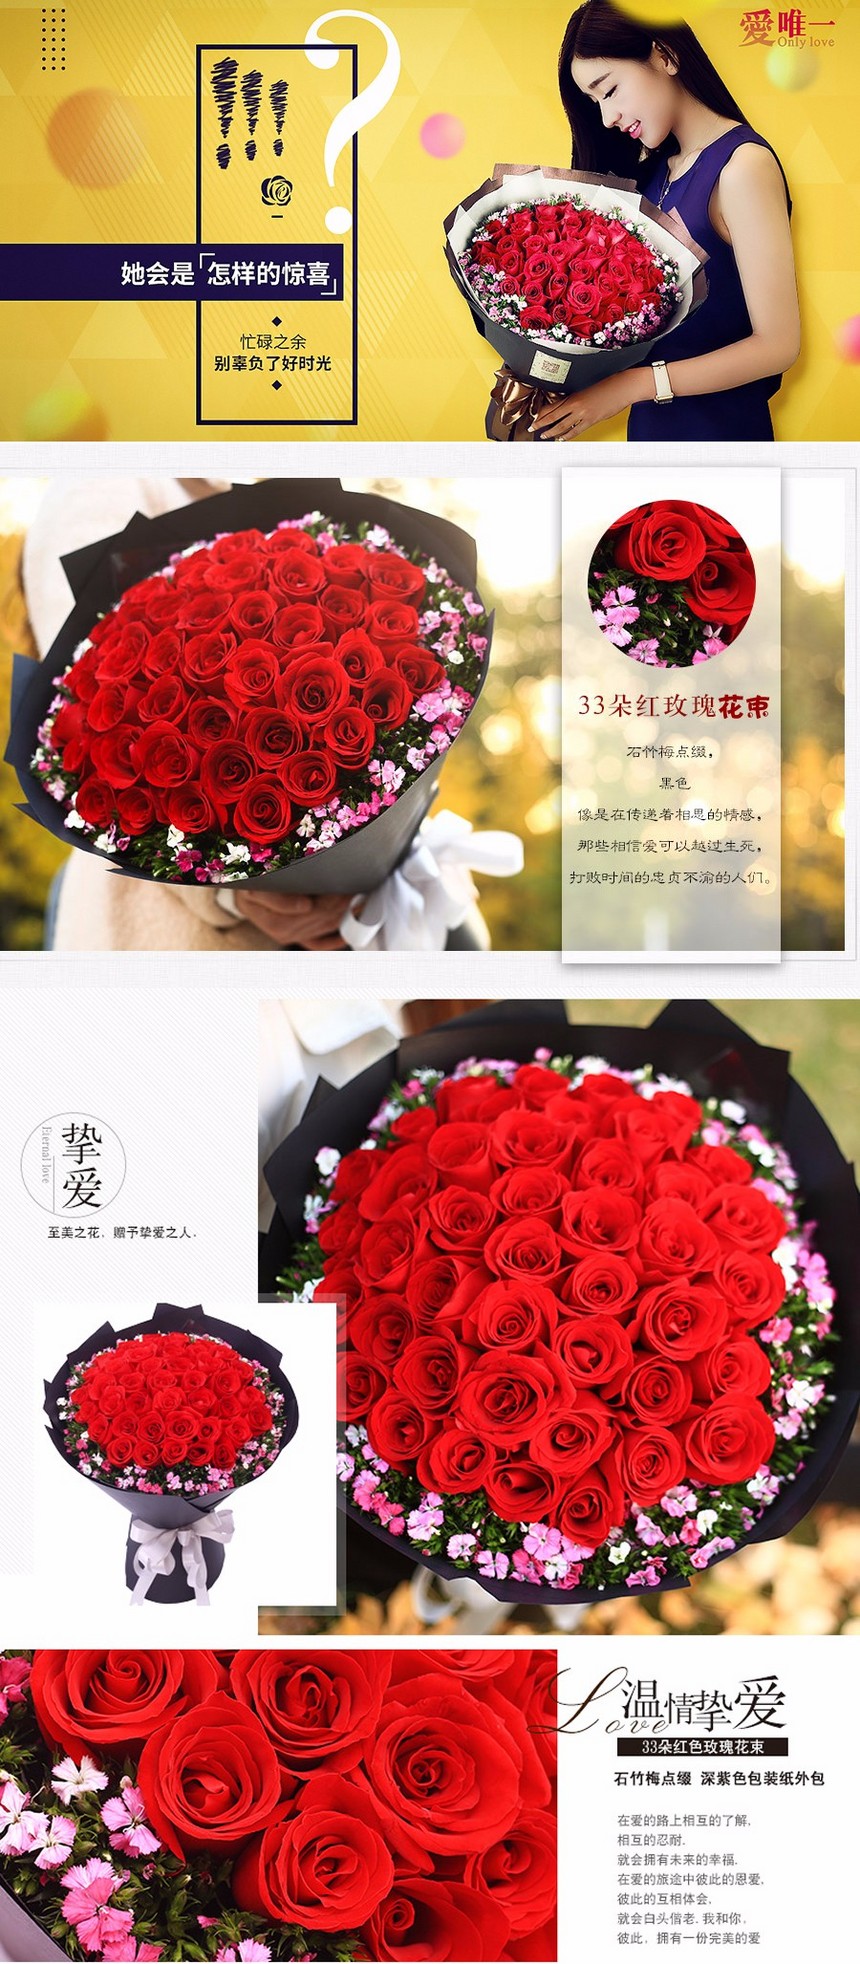 愛唯一
Only love
?
她会是「怎样的惊喜」
忙碌之余
别辜负了好时光
33朵红玫瑰花束
石竹梅点缀，
黑色
像是在传递着相思的情感，
那些相信爱可以越过生死，
打败时间的忠贞不渝的人们。
挚爱
Eternal love
至美之花，赠予挚爱之人.
Love
温情挚爱
33朵红色玫瑰花束
石竹梅点缀 深紫色包装纸外包
在爱的路上相互的了解.
相互的忍耐.
就会拥有未来的幸福.
在爱的旅途中彼此的恩爱.
彼此的互相体会.
就会白头偕老. 我和你，
彼此，拥有一份完美的爱